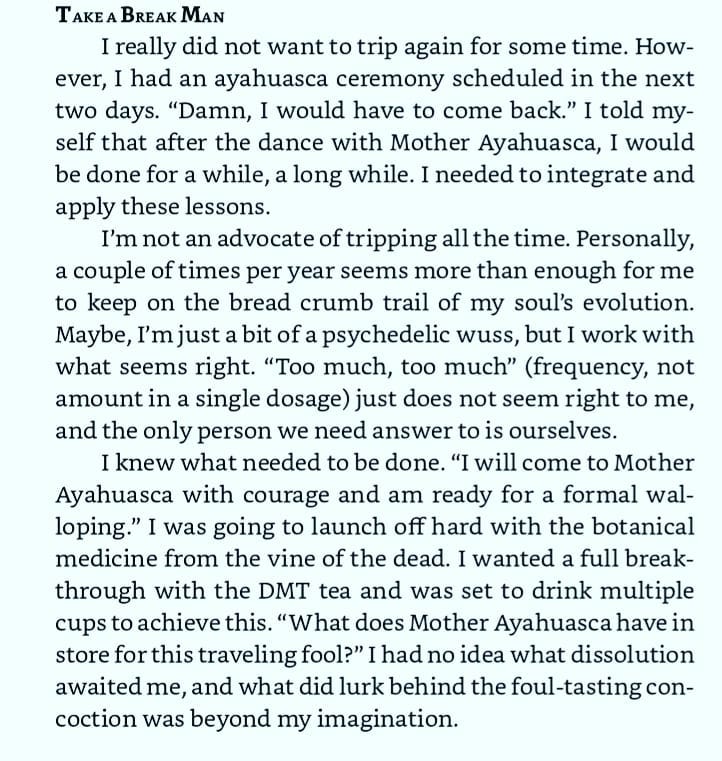 TAKE A BREAK MAN
I really did not want to trip again for some time. How-
ever, I had an ayahuasca ceremony scheduled in the next
two days. “Damn, I would have to come back.” I told my-
self that after the dance with Mother Ayahuasca, I would
be done for a while, a long while. I needed to integrate and
apply these lessons.
I’m not an advocate of tripping all the time. Personally,
a couple of times per year seems more than enough for me
to keep on the bread crumb trail of my soul’s evolution.
Maybe, I’m just a bit of a psychedelic wuss, but I work with
what seems right. “Too much, too much” (frequency, not
amount in a single dosage) just does not seem right to me,
and the only person we need answer to is ourselves.
I knew what needed to be done. “I will come to Mother
Ayahuasca with courage and am ready for a formal wal-
loping.” I was going to launch off hard with the botanical
medicine from the vine of the dead. I wanted a full break-
through with the DMT tea and was set to drink multiple
cups to achieve this. “What does Mother Ayahuasca have in
store for this traveling fool?” I had no idea what dissolution
awaited me, and what did lurk behind the foul-tasting con-
coction was beyond my imagination.